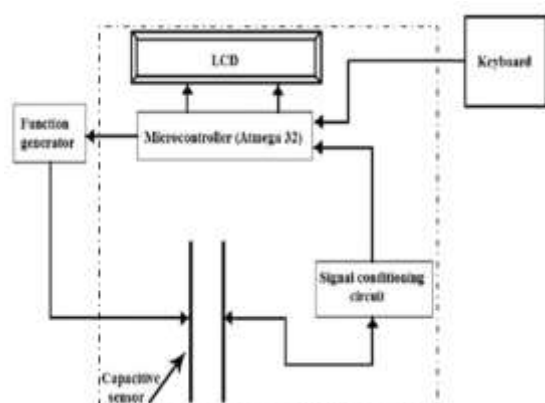 LCD
Keyboard
Function
generator
Microcontroller (Atmega 32)
Signal conditioning
circuit
Capacitive
sensor